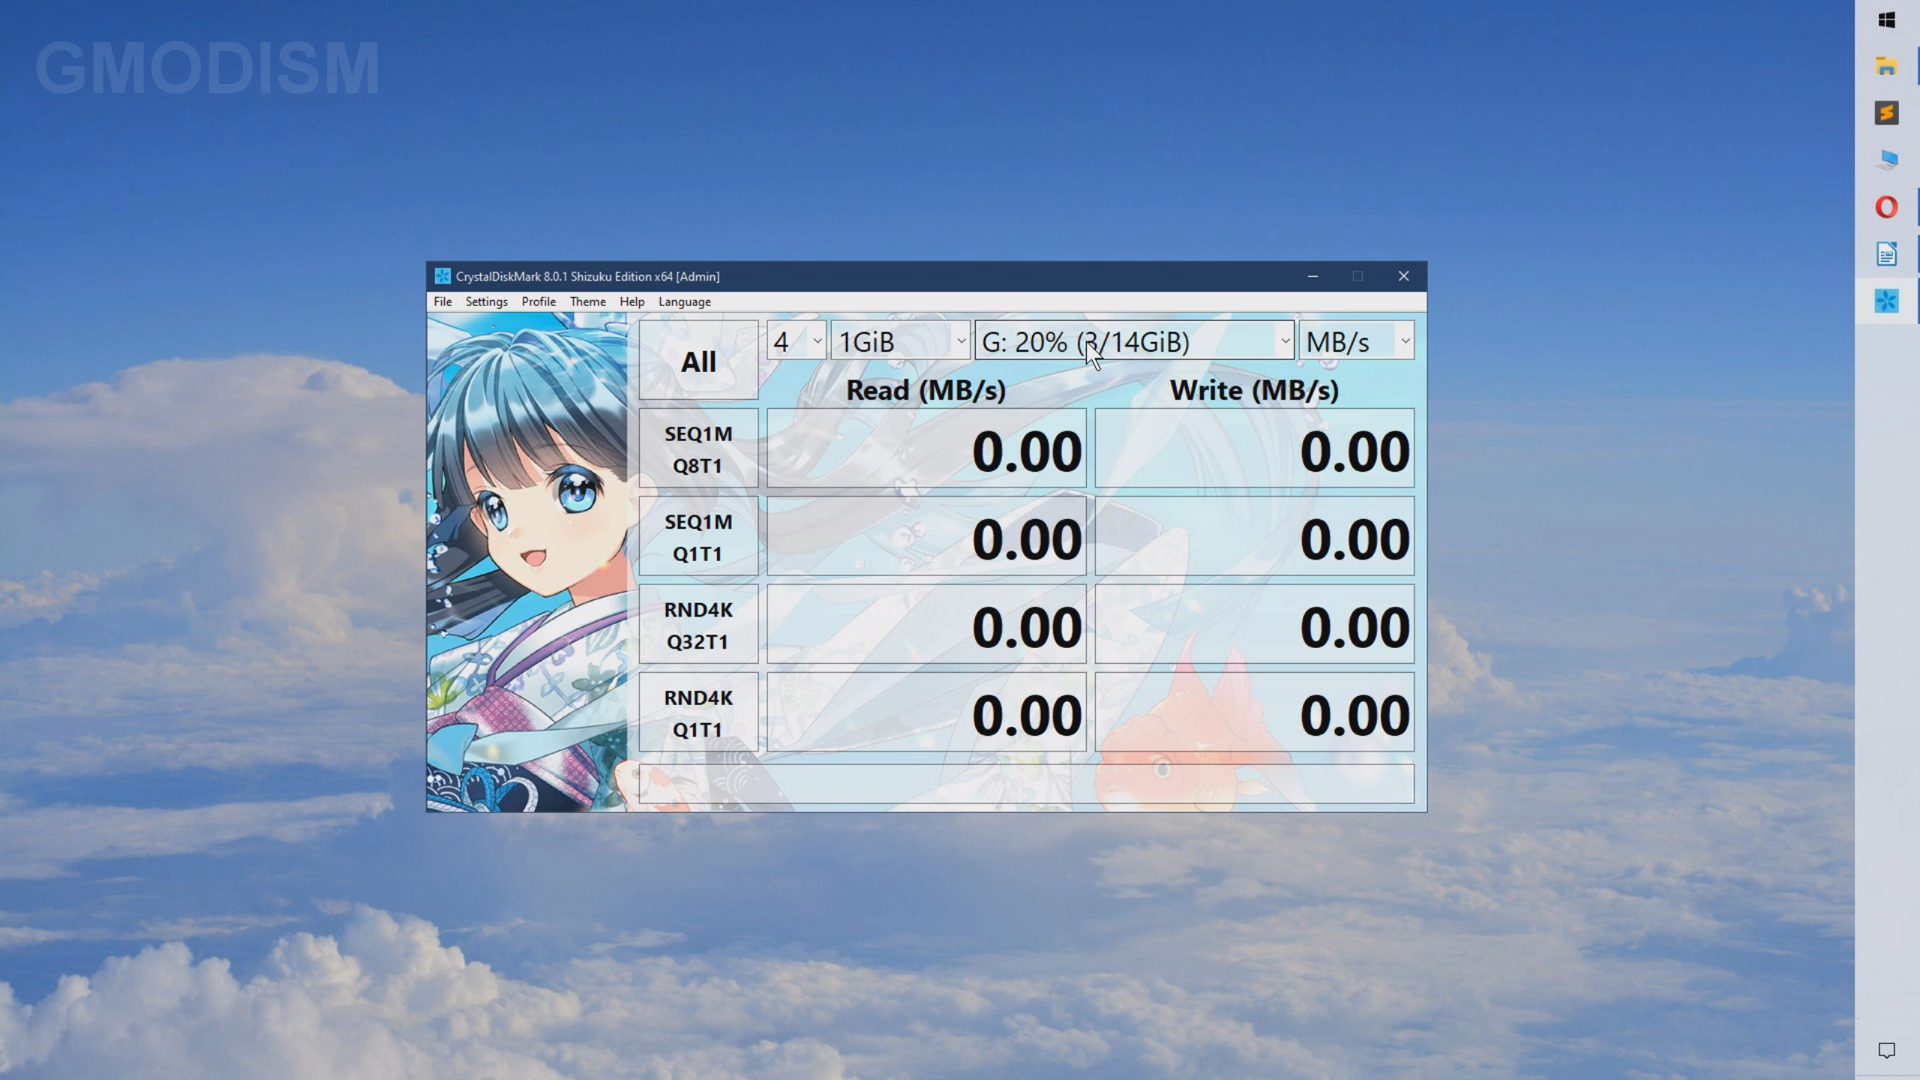 GMODISM
CrystalDiskMark 8.0.1 Shizuku Edition x64 [Admin]
File Settings Profile Theme Help Language
All 4 1GiB G: 20% (3/14GiB) MB/s
Read (MB/s) Write (MB/s)
SEQ1M
Q8T1
0.00 0.00
SEQ1M
Q1T1
0.00 0.00
RND4K
Q32T1
0.00 0.00
RND4K
Q1T1
0.00 0.00